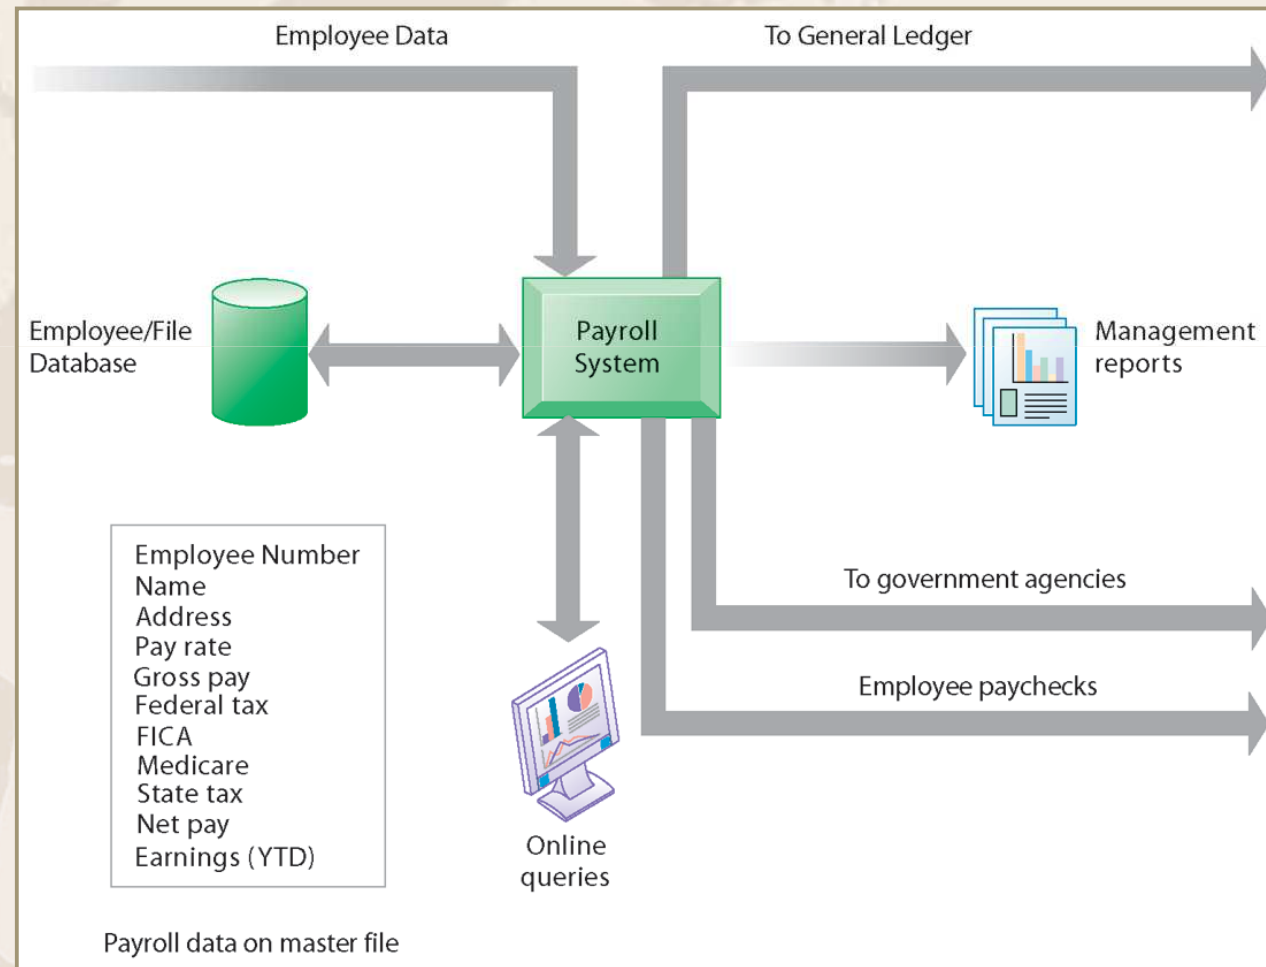 Employee Data
To General Ledger
Employee/File
Database
Payroll
System
Management
reports
Employee Number
Name
Address
Pay rate
Gross pay
Federal tax
FICA
Medicare
State tax
Net pay
Earnings (YTD)
To government agencies
Employee paychecks
Online
queries
Payroll data on master file